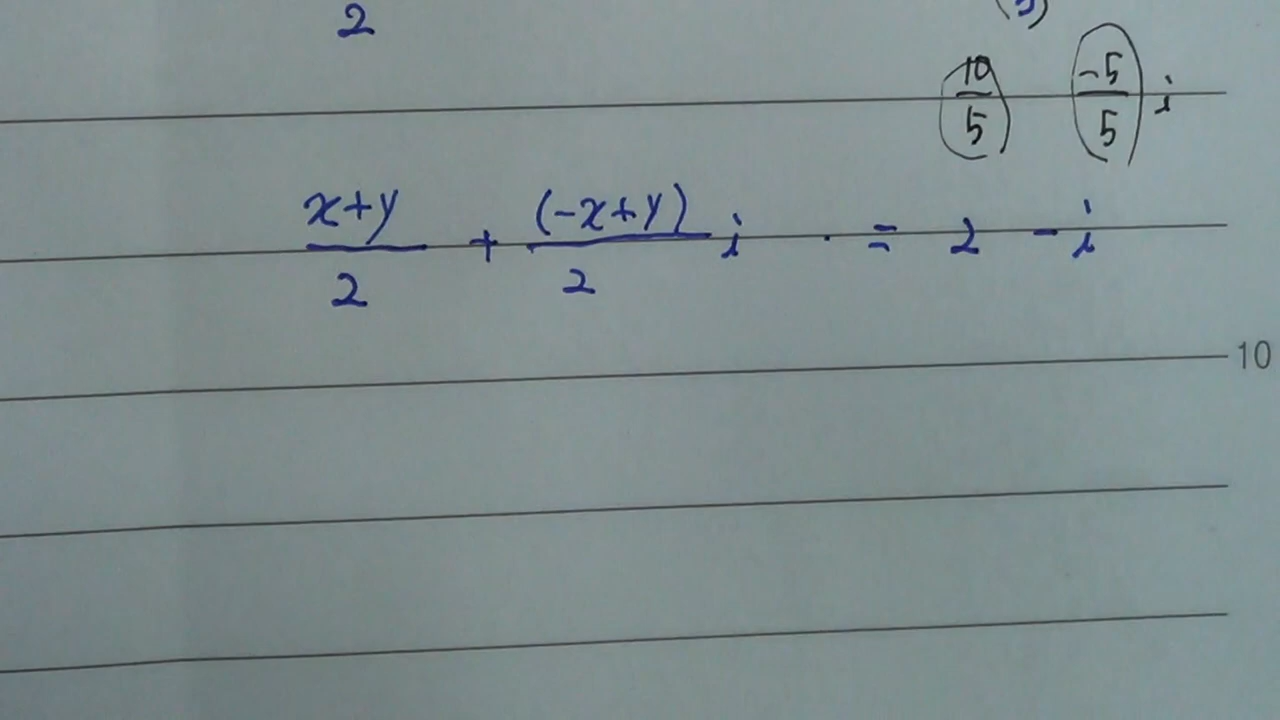 2
10/5 -5/5 i
x+y/2 + (-x+y)/2 i . = 2 - i
10